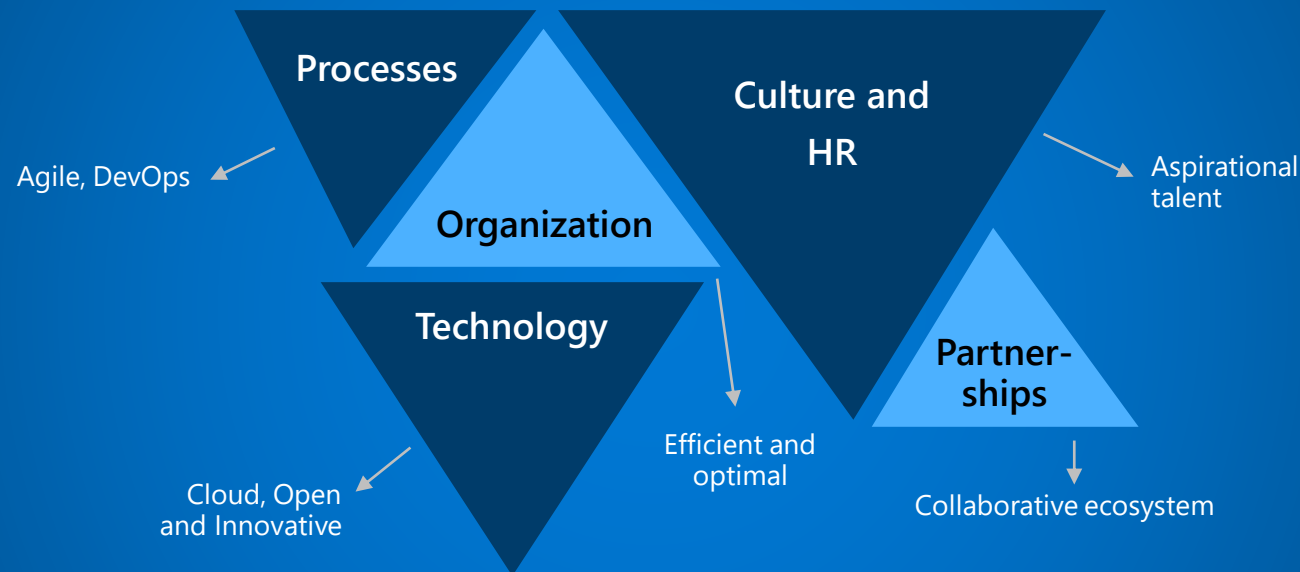 Processes
Culture and
HR
Agile, DevOps
Aspirational
talent
Organization
Technology
Partner-
ships
Efficient and
optimal
Cloud, Open
and Innovative
Collaborative ecosystem